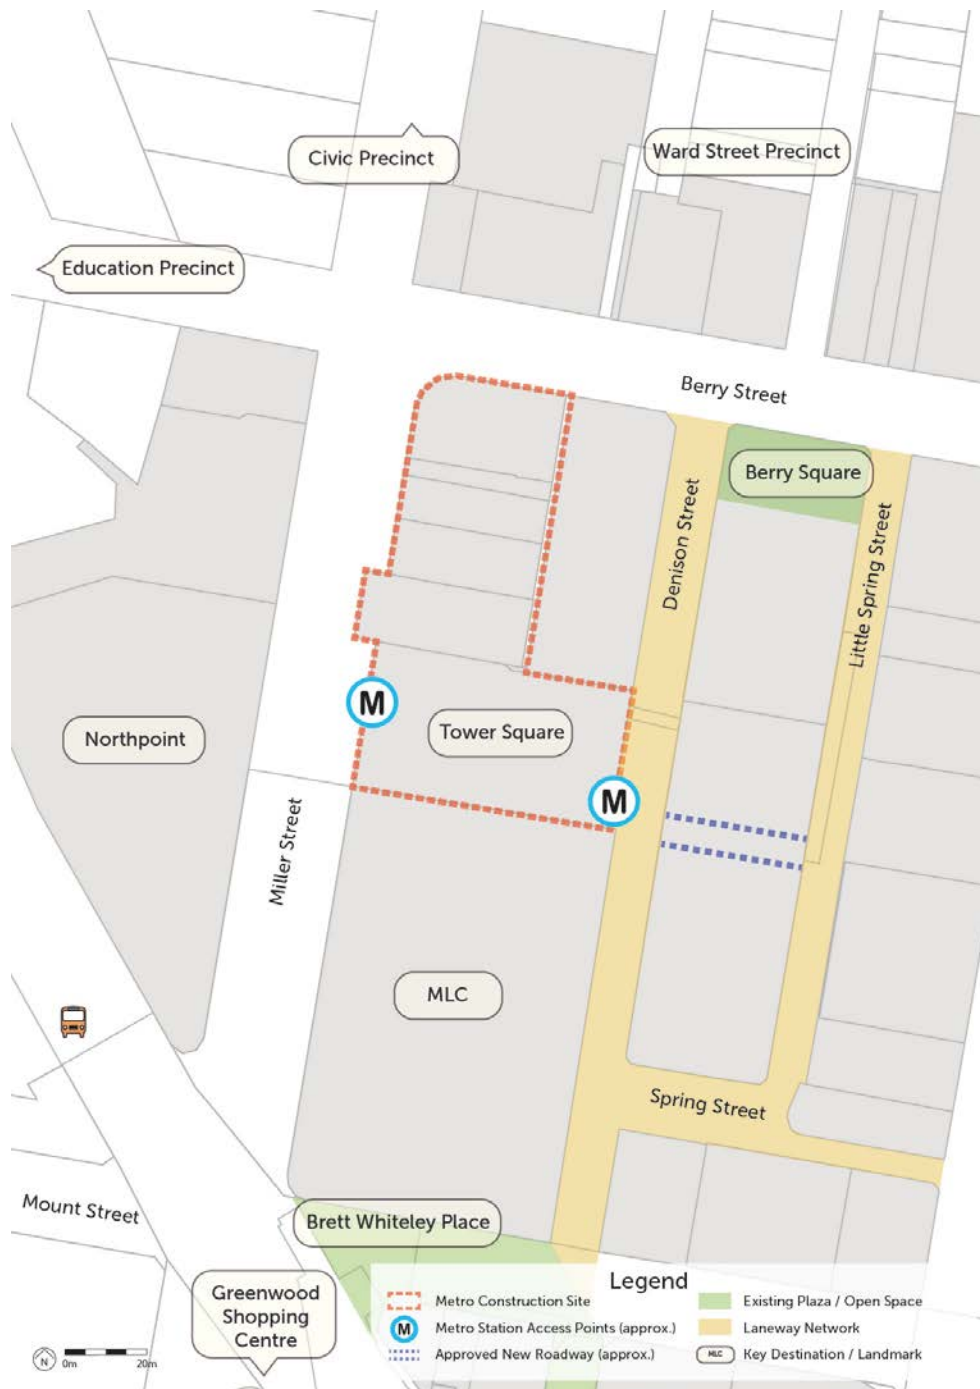 Civic Precinct
Ward Street Precinct
Education Precinct
Berry Street
Berry Square
Denison Street
Little Spring Street
M
Northpoint
Tower Square
M
Miller Street
MLC
Spring Street
Mount Street
Brett Whiteley Place
Greenwood
Shopping
Centre
Legend
Metro Construction Site
Existing Plaza / Open Space
M Metro Station Access Points (approx.)
Laneway Network
Approved New Roadway (approx.)
MLC Key Destination / Landmark
N
0m 20m